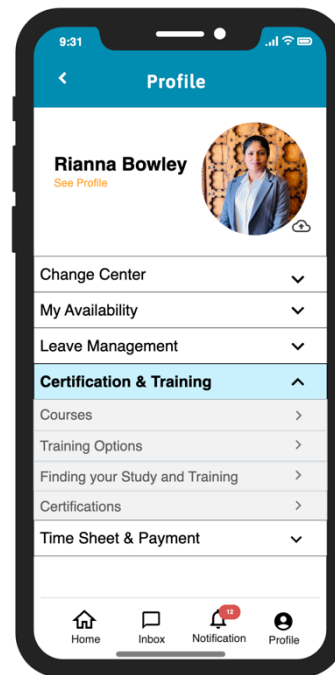 9:31
Profile
Rianna Bowley
See Profile
Change Center
My Availability
Leave Management
Certification & Training
Courses
Training Options
Finding your Study and Training
Certifications
Time Sheet & Payment
12
Home Inbox Notification Profile